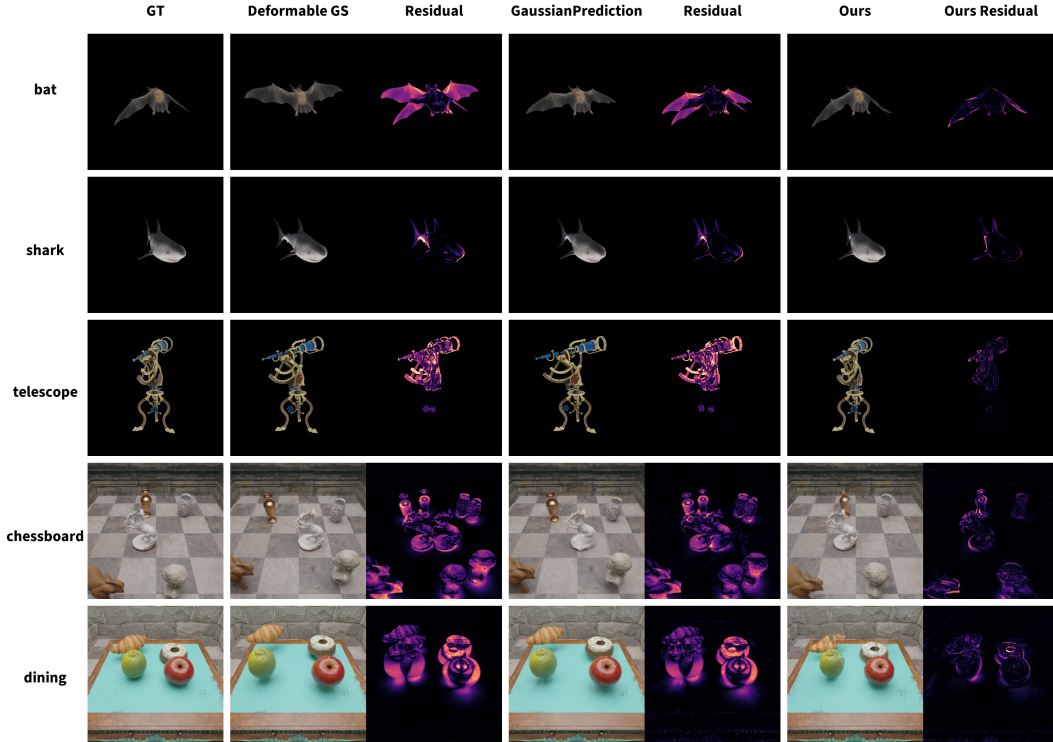 GT Deformable GS Residual GaussianPrediction Residual Ours Ours Residual
bat
shark
telescope
chessboard
dining